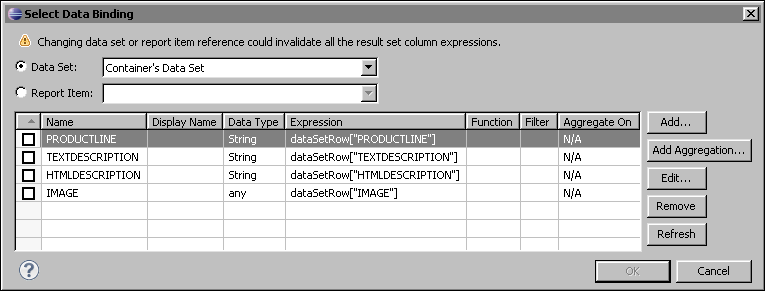 Select Data Binding
Changing data set or report item reference could invalidate all the result set column expressions.
Data Set: Container's Data Set
Report Item:
Name Display Name Data Type Expression Function Filter Aggregate On
PRODUCTLINE String dataSetRow["PRODUCTLINE"] N/A
TEXTDESCRIPTION String dataSetRow["TEXTDESCRIPTION"] N/A
HTMLDESCRIPTION String dataSetRow["HTMLDESCRIPTION"] N/A
IMAGE any dataSetRow["IMAGE"] N/A
Add...
Add Aggregation...
Edit...
Remove
Refresh
? OK Cancel